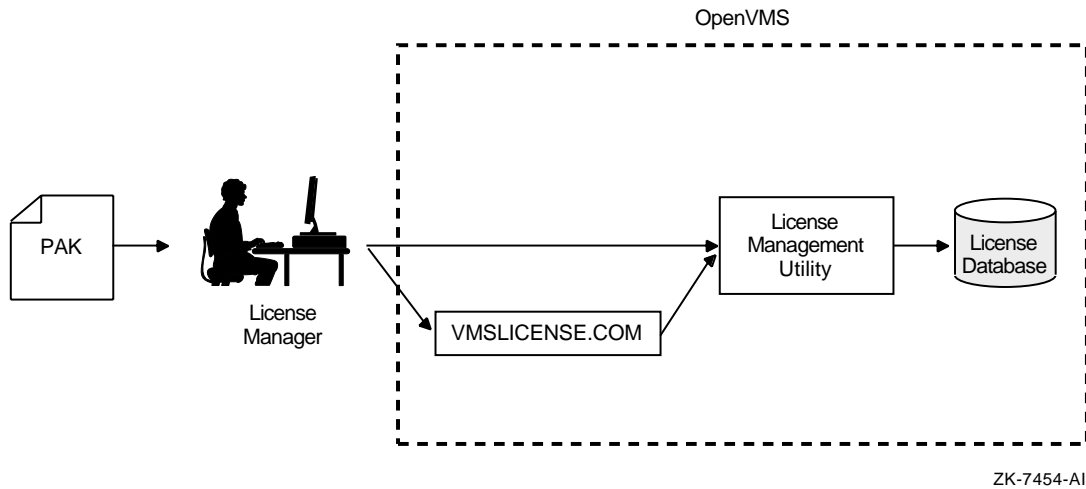 OpenVMS
PAK
License
Manager
VMSLICENSE.COM
License
Management
Utility
License
Database
ZK-7454-AI